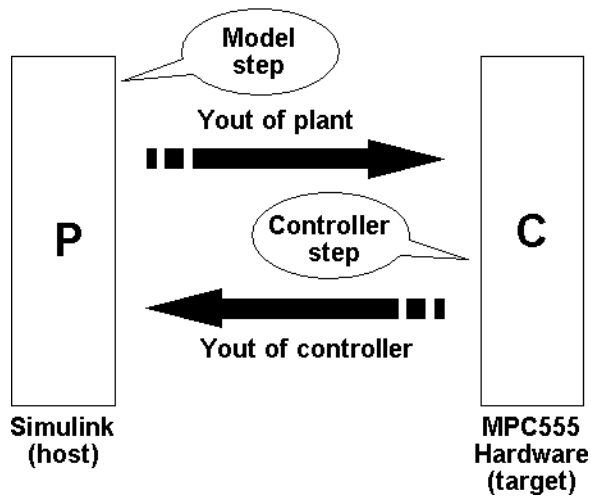 Model
step
Yout of plant
P
Controller
step
C
Yout of controller
Simulink
(host)
MPC555
Hardware
(target)